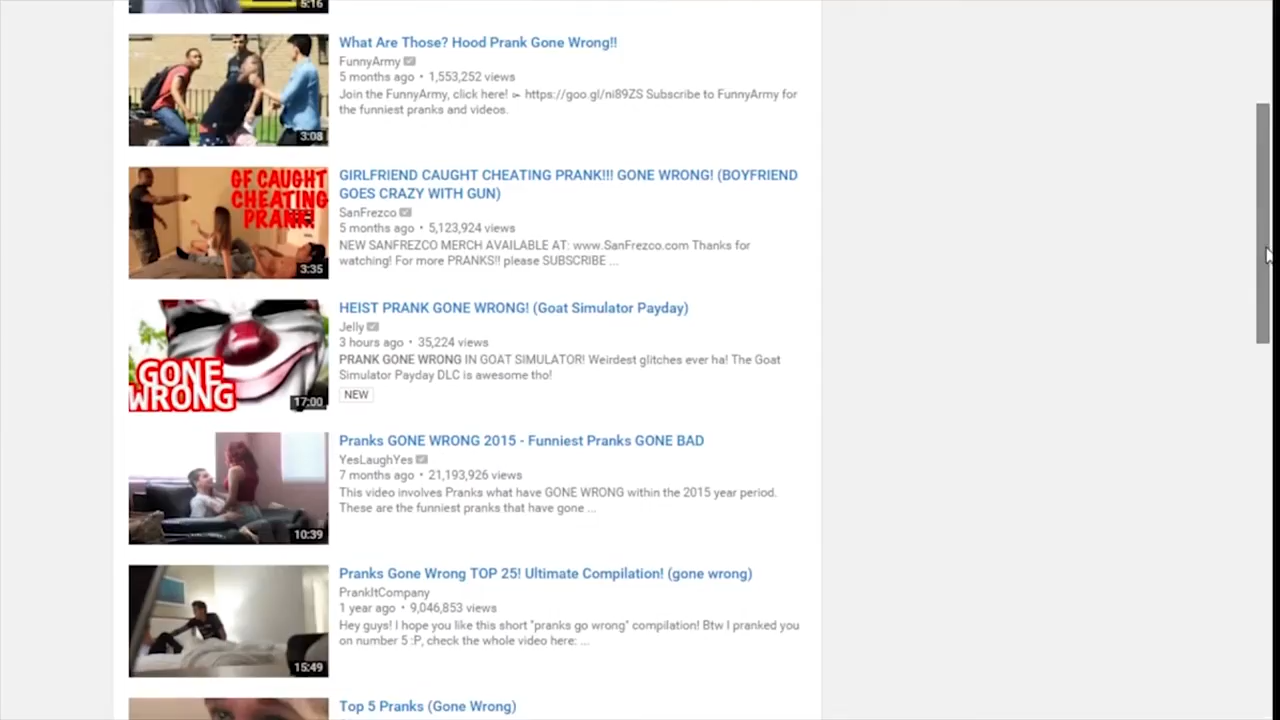 5:16
What Are Those? Hood Prank Gone Wrong!!
FunnyArmy
5 months ago • 1,553,252 views
Join the FunnyArmy, click here! ➳ https://goo.gl/ni89ZS Subscribe to FunnyArmy for
the funniest pranks and videos.
3:08
GF CAUGHT
CHEATING
PRANK!
3:35
GIRLFRIEND CAUGHT CHEATING PRANK!!! GONE WRONG! (BOYFRIEND
GOES CRAZY WITH GUN)
SanFrezco
5 months ago • 5,123,924 views
NEW SANFREZCO MERCH AVAILABLE AT: www.SanFrezco.com Thanks for
watching! For more PRANKS!! please SUBSCRIBE ...
GONE
WRONG
17:00
HEIST PRANK GONE WRONG! (Goat Simulator Payday)
Jelly
3 hours ago • 35,224 views
PRANK GONE WRONG IN GOAT SIMULATOR! Weirdest glitches ever ha! The Goat
Simulator Payday DLC is awesome tho!
NEW
Pranks GONE WRONG 2015 - Funniest Pranks GONE BAD
YesLaughYes
7 months ago • 21,193,926 views
This video involves Pranks what have GONE WRONG within the 2015 year period.
These are the funniest pranks that have gone ...
10:39
Pranks Gone Wrong TOP 25! Ultimate Compilation! (gone wrong)
PrankItCompany
1 year ago • 9,046,853 views
Hey guys! I hope you like this short "pranks go wrong" compilation! Btw I pranked you
on number 5 :P, check the whole video here: ...
15:49
Top 5 Pranks (Gone Wrong)